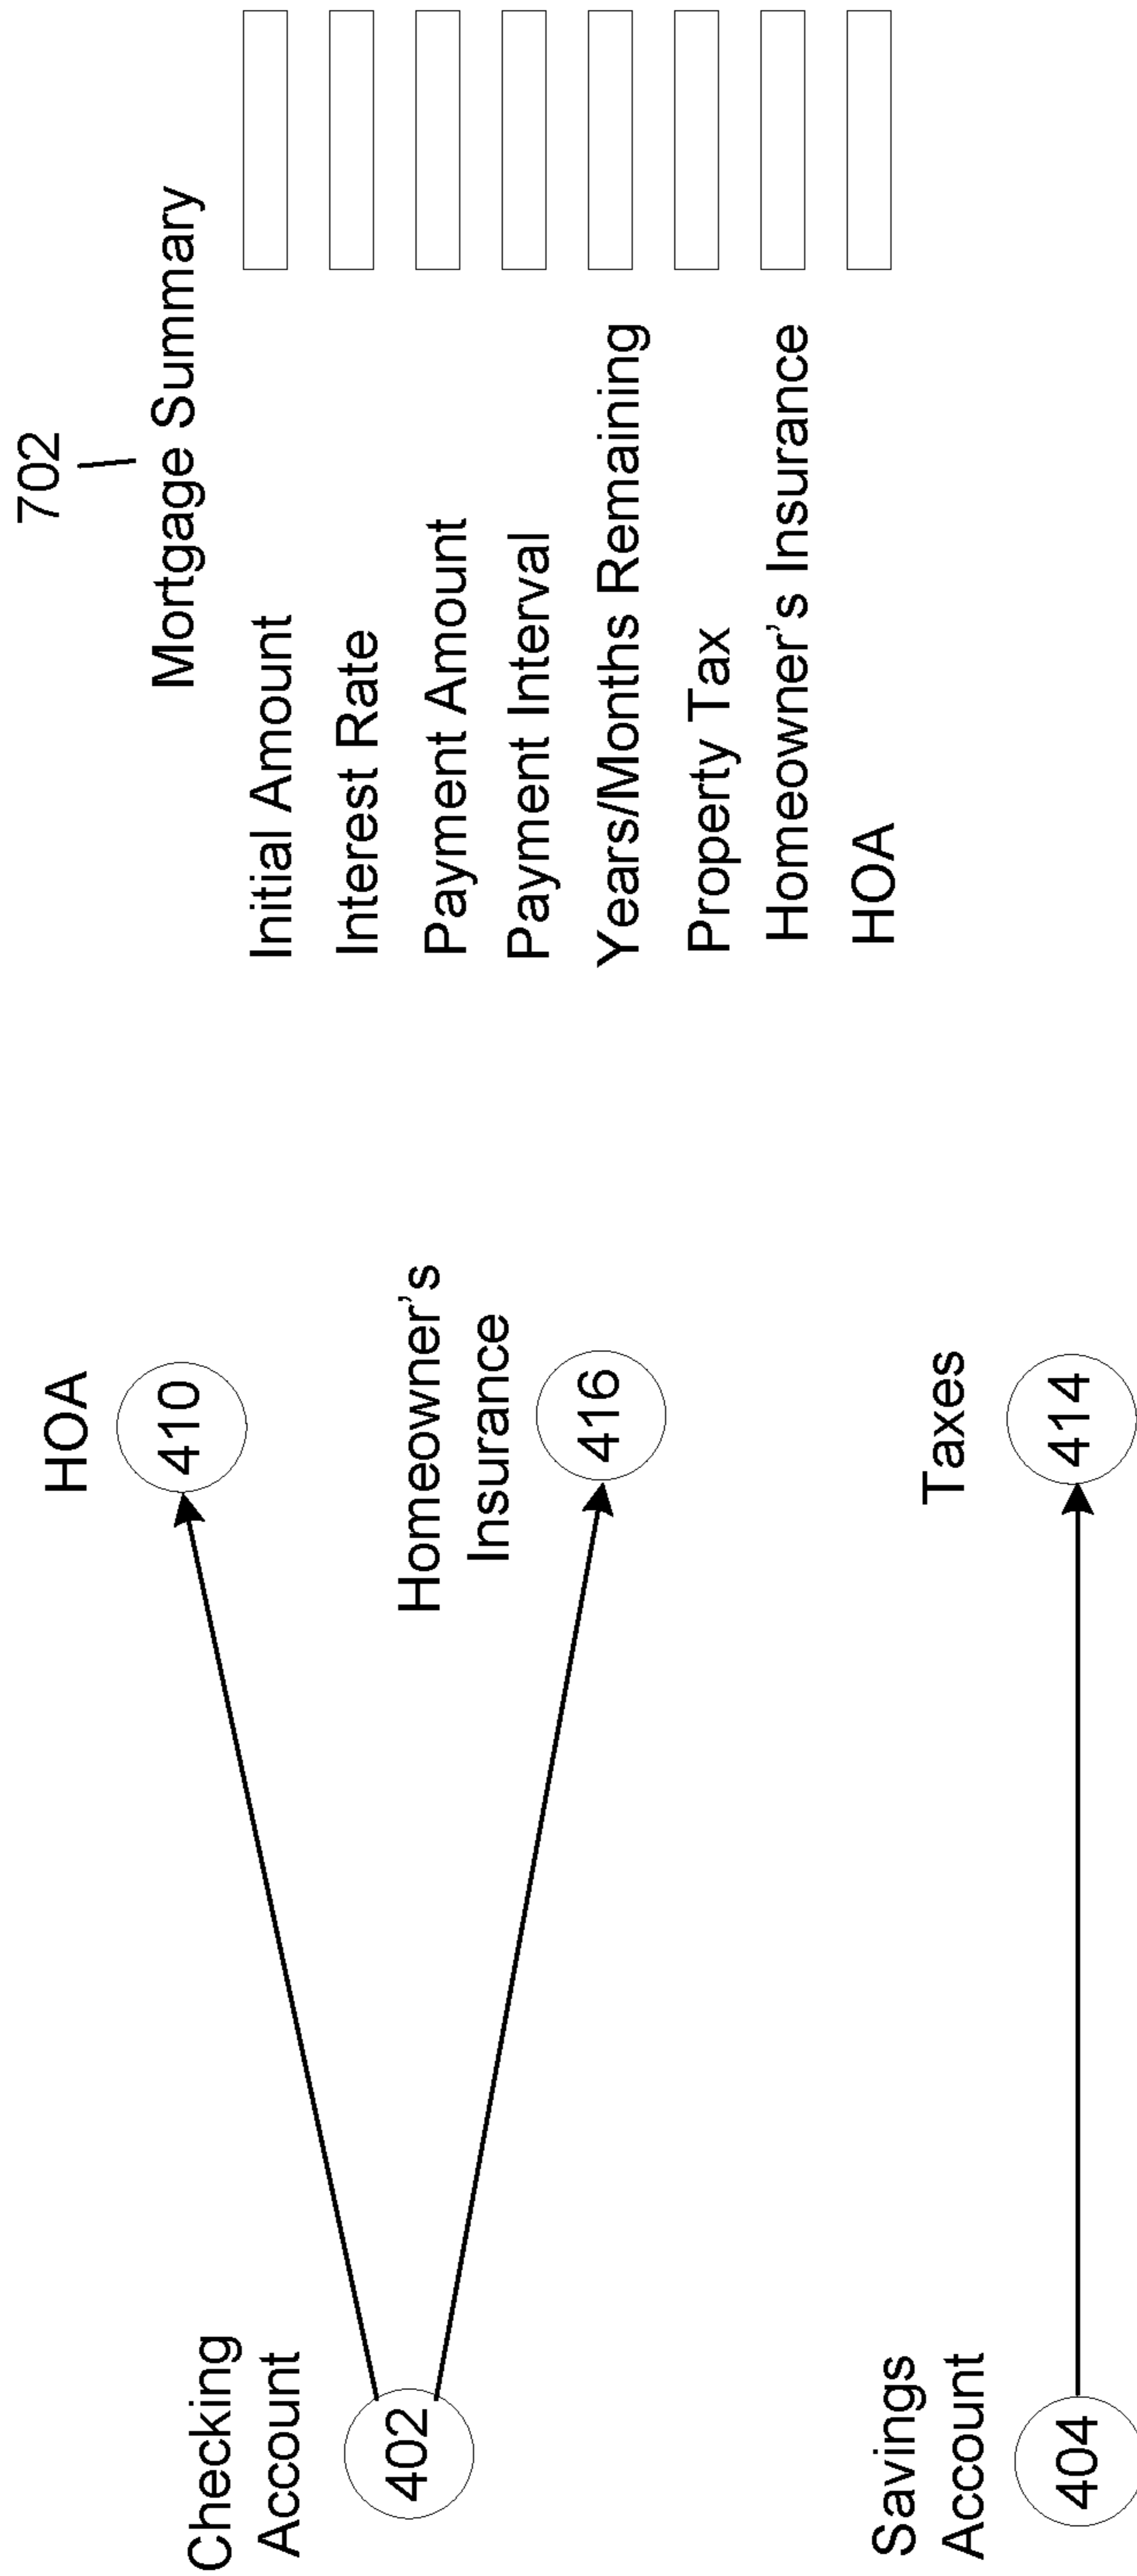 Checking
Account
402
HOA
410
Homeowner's
Insurance
416
Savings
Account
404
Taxes
414
702
Mortgage Summary
Initial Amount
Interest Rate
Payment Amount
Payment Interval
Years/Months Remaining
Property Tax
Homeowner's Insurance
HOA